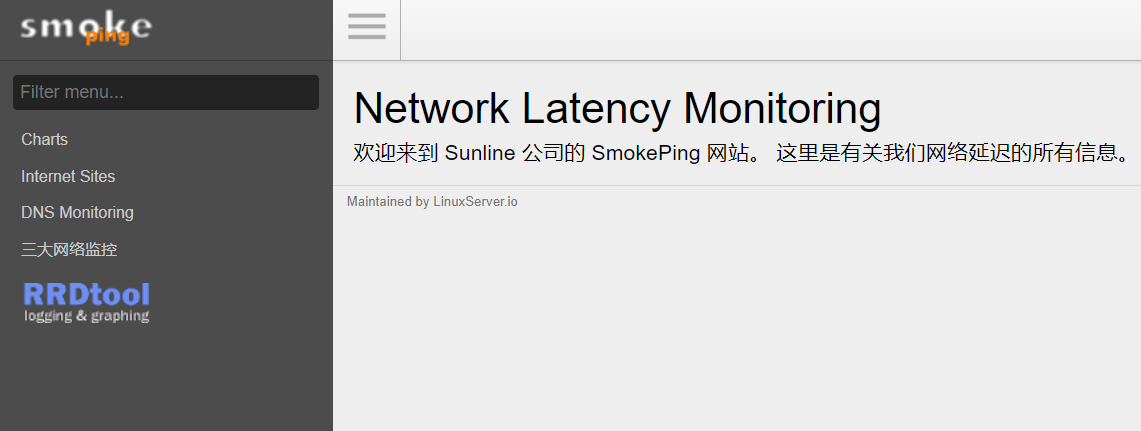 smoke
ping
Filter menu...
Charts
Internet Sites
DNS Monitoring
三大网络监控
RRDtool
logging & graphing
Network Latency Monitoring
欢迎来到 Sunline 公司的 SmokePing 网站。 这里是有关我们网络延迟的所有信息。
Maintained by LinuxServer.io